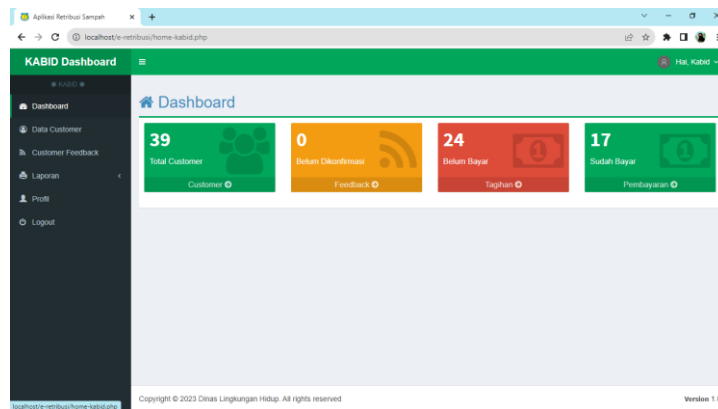 Aplikasi Retribusi Sampah
localhost/e-retribusi/home-kabid.php
KABID Dashboard
Hai, Kabid
KABID
Dashboard
Data Customer
Customer Feedback
Laporan
Profil
Logout
Dashboard
39
Total Customer
Customer
0
Belum Dikonfirmasi
Feedback
24
Belum Bayar
Tagihan
17
Sudah Bayar
Pembayaran
Copyright © 2023 Dinas Lingkungan Hidup. All rights reserved
Version 1.
localhost/e-retribusi/home-kabid.php